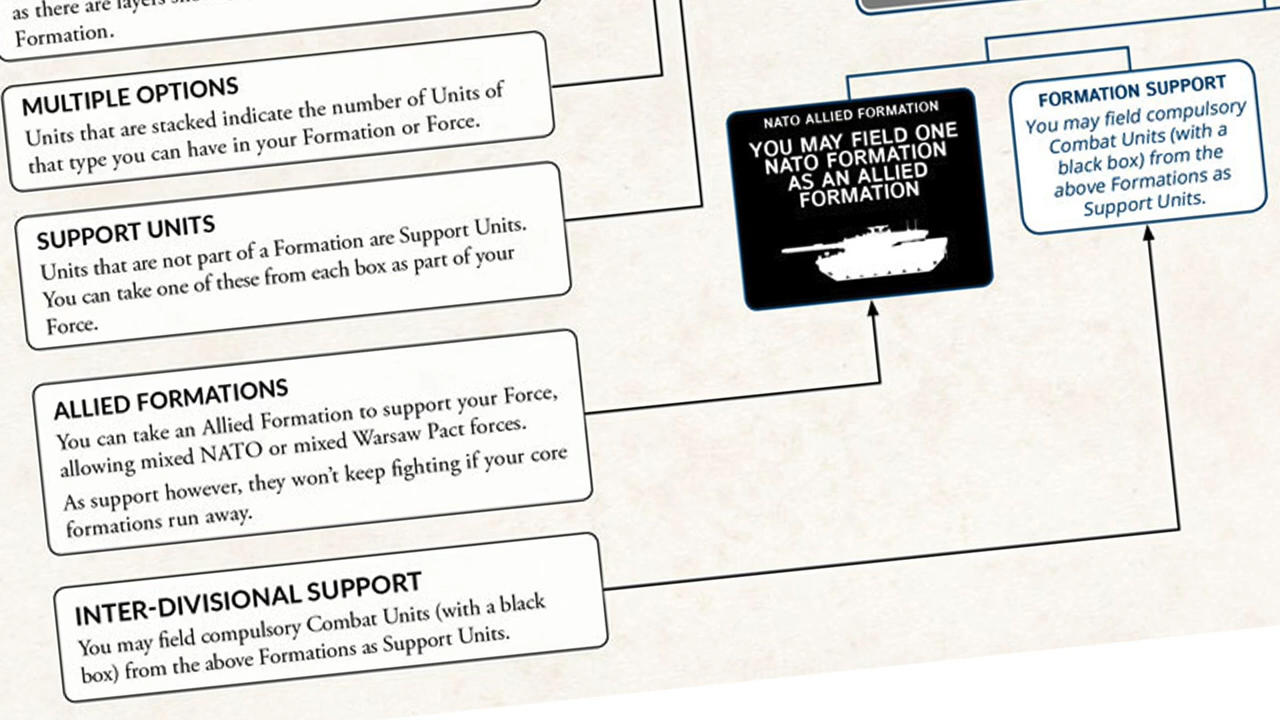 as there are layers
Formation.
MULTIPLE OPTIONS
Units that are stacked indicate the number of Units of
that type you can have in your Formation or Force.
SUPPORT UNITS
Units that are not part of a Formation are Support Units.
You can take one of these from each box as part of your
Force.
ALLIED FORMATIONS
You can take an Allied Formation to support your Force,
allowing mixed NATO or mixed Warsaw Pact forces.
As support however, they won't keep fighting if your core
formations run away.
INTER-DIVISIONAL SUPPORT
You may field compulsory Combat Units (with a black
box) from the above Formations as Support Units.
NATO ALLIED FORMATION
YOU MAY FIELD ONE
NATO FORMATION
AS AN ALLIED
FORMATION
FORMATION SUPPORT
You may field compulsory
Combat Units (with a
black box) from the
above Formations as
Support Units.